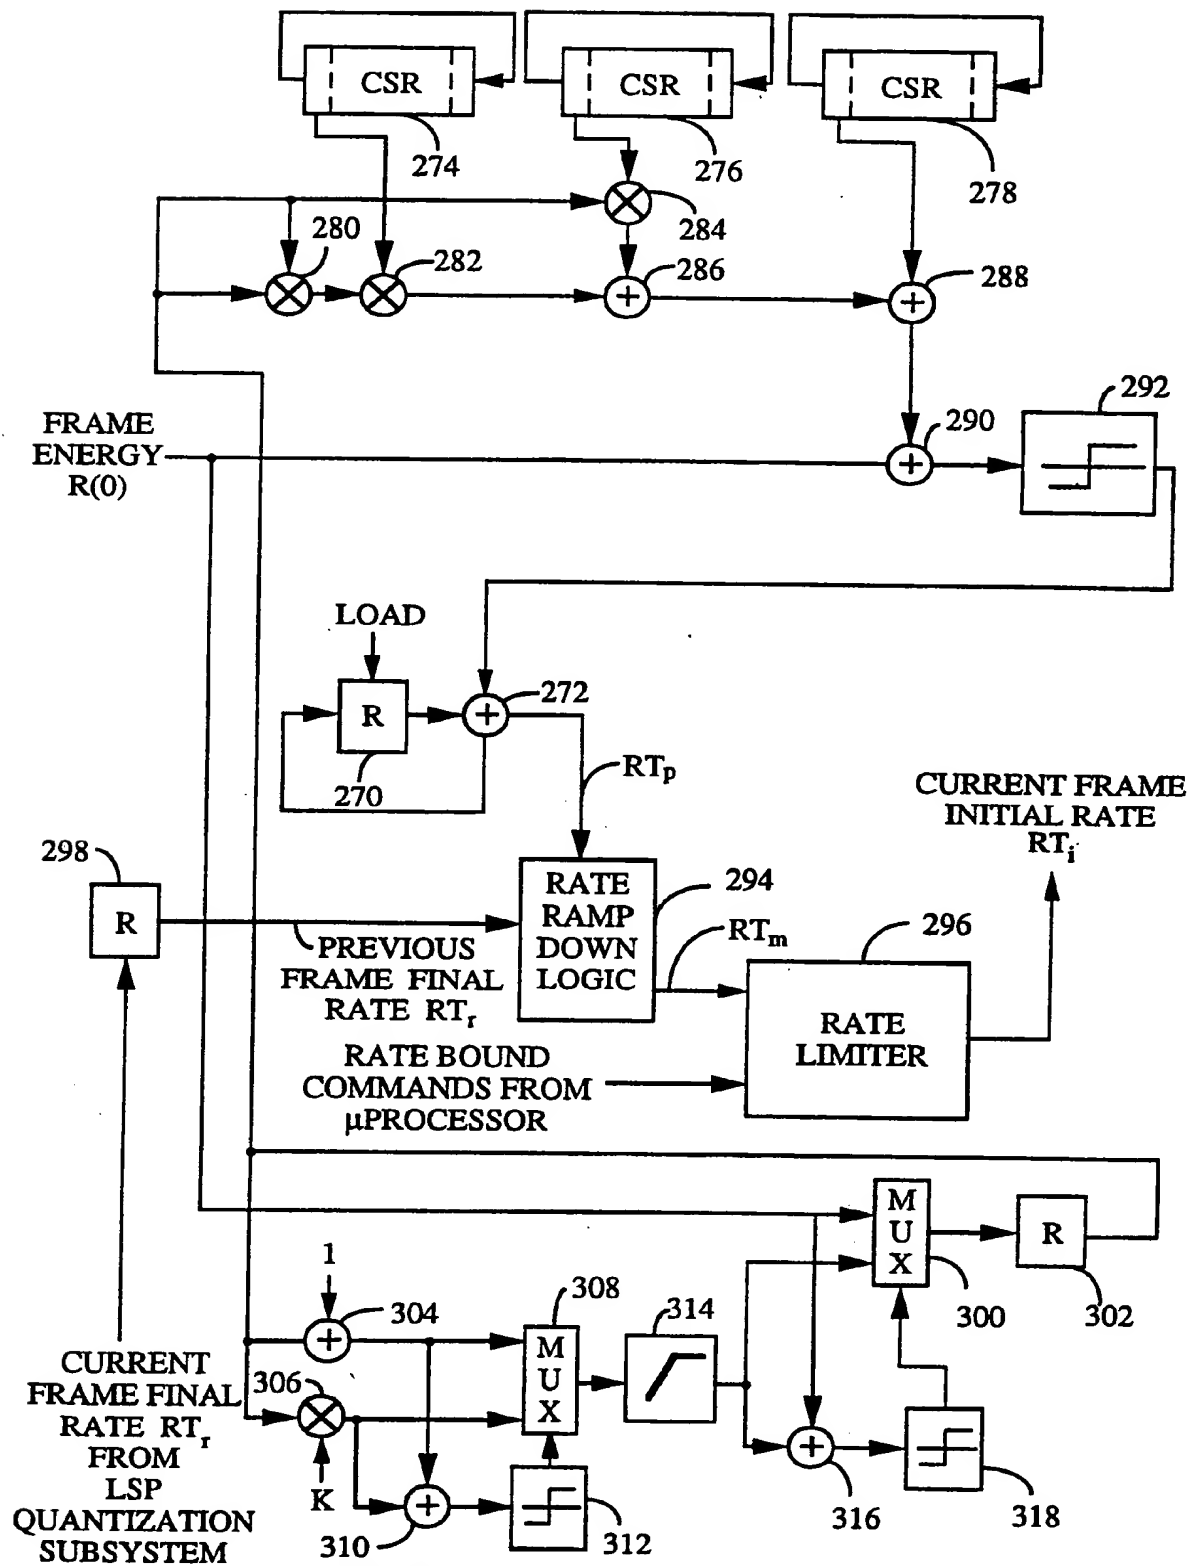 CSR
CSR
CSR
274
276
278
280
282
284
286
288
FRAME
ENERGY
R(0)
290
292
LOAD
R
270
272
RTp
CURRENT FRAME
INITIAL RATE
RTi
298
R
RATE
RAMP
DOWN
LOGIC
294
RTm
296
PREVIOUS
FRAME FINAL
RATE RTr
RATE
LIMITER
RATE BOUND
COMMANDS FROM
µPROCESSOR
MUX
300
R
302
1
304
308
MUX
314
306
K
310
312
316
318
CURRENT
FRAME FINAL
RATE RTr
FROM
LSP
QUANTIZATION
SUBSYSTEM